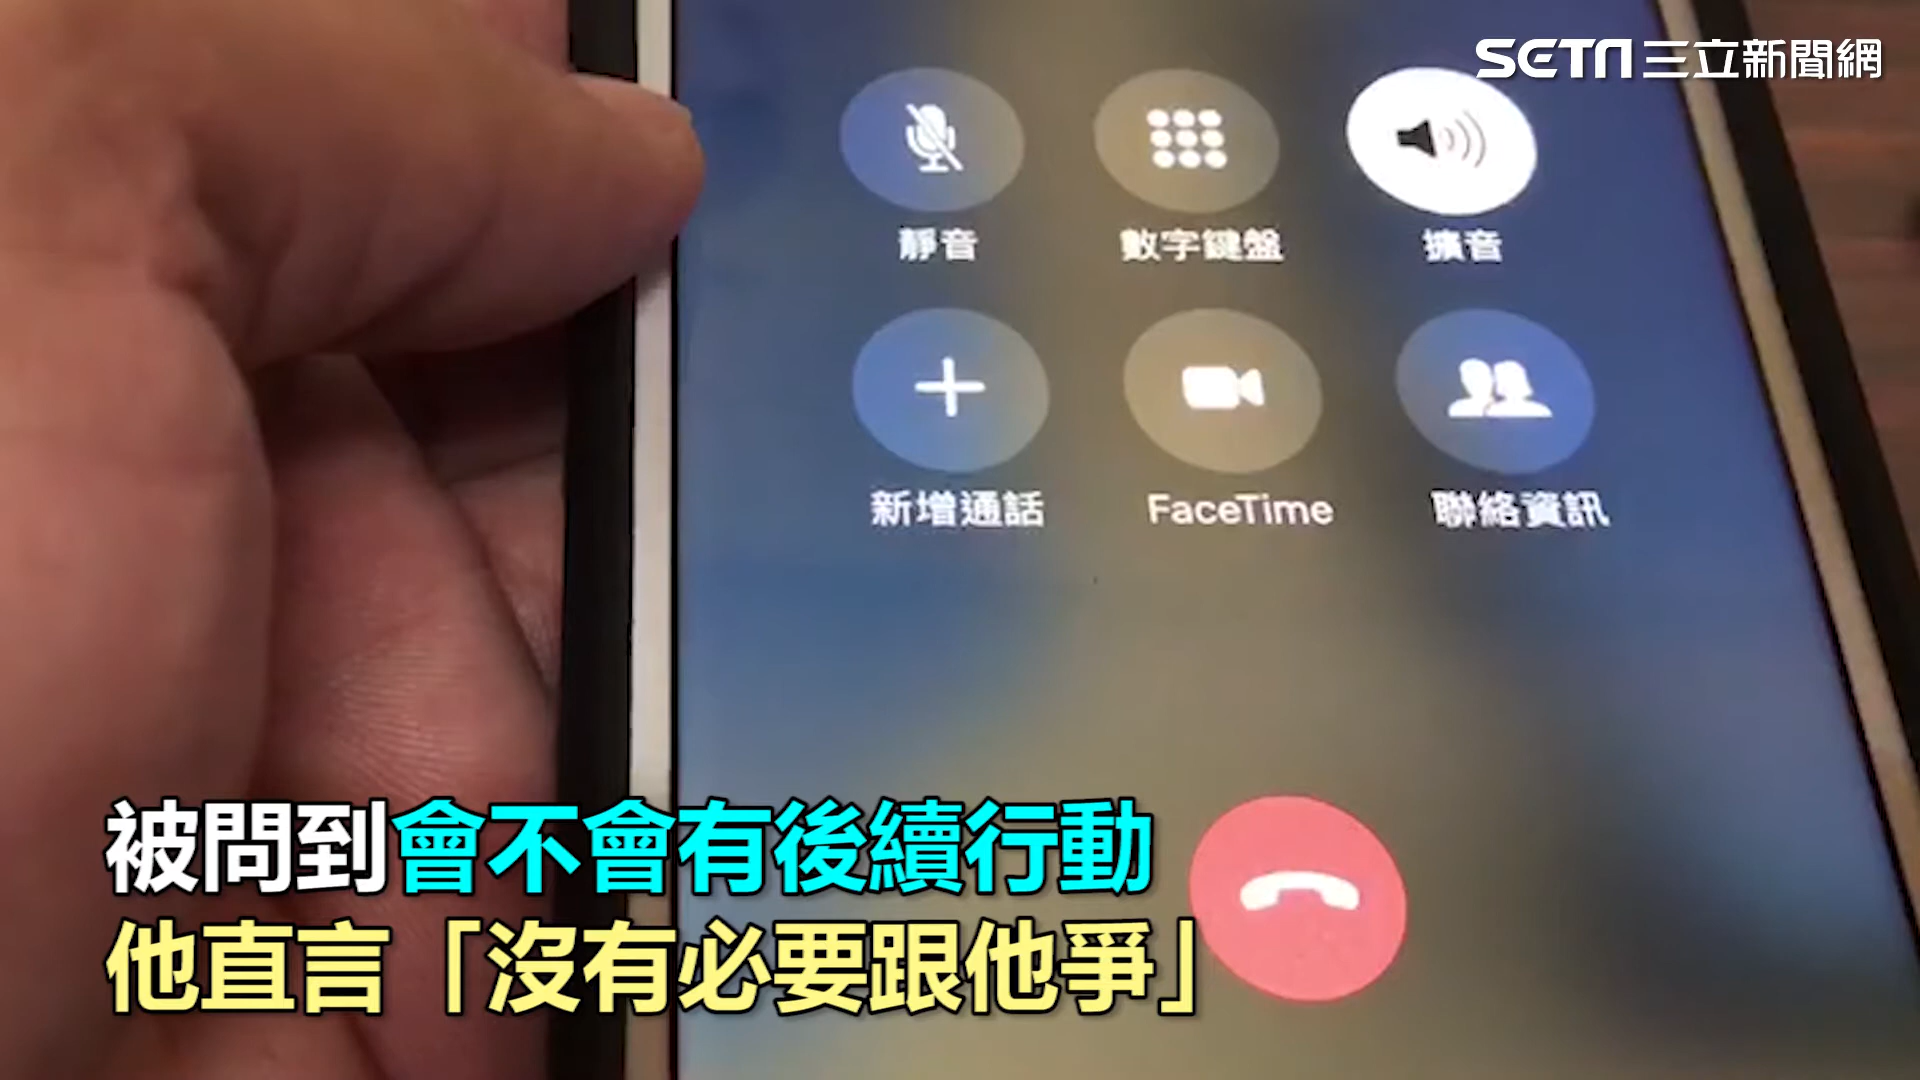 SETN三立新聞網
靜音
數字鍵盤
擴音
新增通話
FaceTime
聯絡資訊
被問到會不會有後續行動
他直言「沒有必要跟他爭」